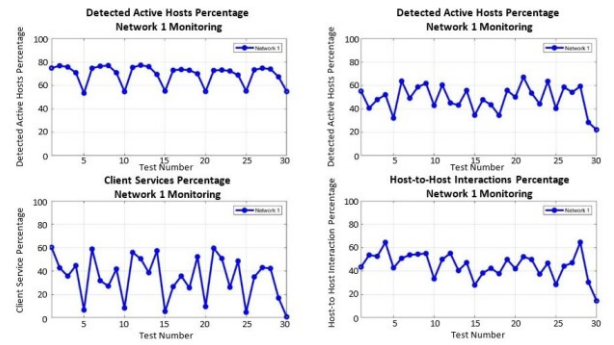 Detected Active Hosts Percentage
Network 1 Monitoring
Detected Active Hosts Percentage
100
80
60
40
20
0
Network 1
5
10
15
20
25
30
Test Number
Detected Active Hosts Percentage
Network 1 Monitoring
Detected Active Hosts Percentage
100
80
60
40
20
0
Network 1
5
10
15
20
25
30
Test Number
Client Services Percentage
Network 1 Monitoring
Client Service Percentage
100
80
60
40
20
0
Network 1
5
10
15
20
25
30
Test Number
Host-to-Host Interactions Percentage
Network 1 Monitoring
Host-to Host Interaction Percentage
100
80
60
40
20
0
Network 1
5
10
15
20
25
30
Test Number